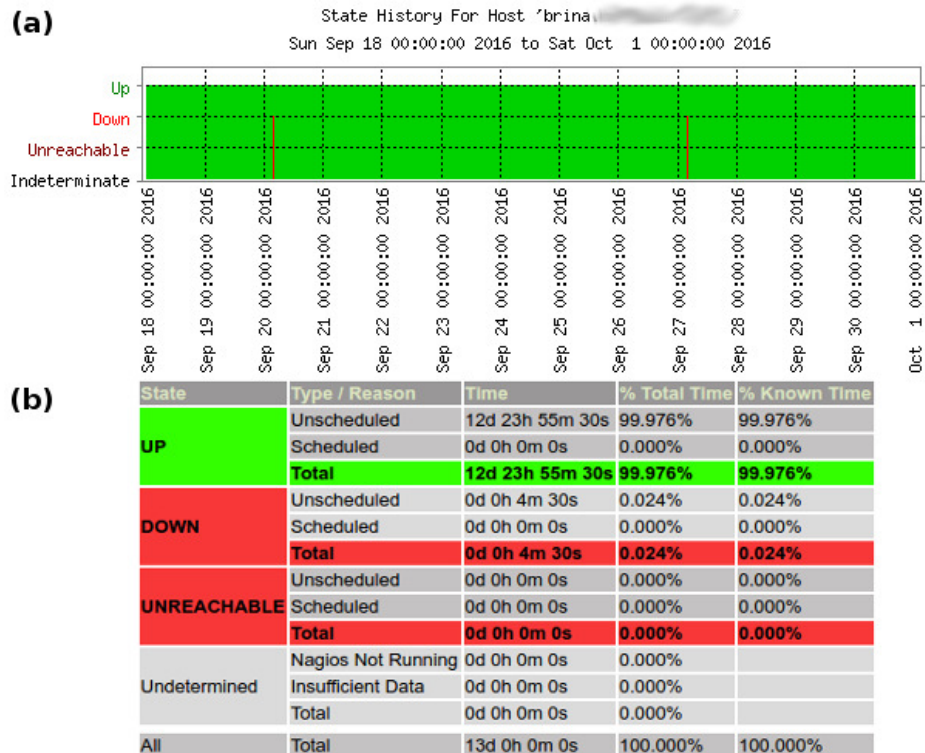 (a)
State History For Host 'brina
Sun Sep 18 00:00:00 2016 to Sat Oct 1 00:00:00 2016
Up
Down
Unreachable
Indeterminate
Sep 18 00:00:00 2016
Sep 19 00:00:00 2016
Sep 20 00:00:00 2016
Sep 21 00:00:00 2016
Sep 22 00:00:00 2016
Sep 23 00:00:00 2016
Sep 24 00:00:00 2016
Sep 25 00:00:00 2016
Sep 26 00:00:00 2016
Sep 27 00:00:00 2016
Sep 28 00:00:00 2016
Sep 29 00:00:00 2016
Sep 30 00:00:00 2016
Oct 1 00:00:00 2016
(b)
State Type / Reason Time % Total Time % Known Time
UP
Unscheduled 12d 23h 55m 30s 99.976% 99.976%
Scheduled 0d 0h 0m 0s 0.000% 0.000%
Total 12d 23h 55m 30s 99.976% 99.976%
DOWN
Unscheduled 0d 0h 4m 30s 0.024% 0.024%
Scheduled 0d 0h 0m 0s 0.000% 0.000%
Total 0d 0h 4m 30s 0.024% 0.024%
UNREACHABLE
Unscheduled 0d 0h 0m 0s 0.000% 0.000%
Scheduled 0d 0h 0m 0s 0.000% 0.000%
Total 0d 0h 0m 0s 0.000% 0.000%
Undetermined
Nagios Not Running 0d 0h 0m 0s 0.000%
Insufficient Data 0d 0h 0m 0s 0.000%
Total 0d 0h 0m 0s 0.000%
All Total 13d 0h 0m 0s 100.000% 100.000%